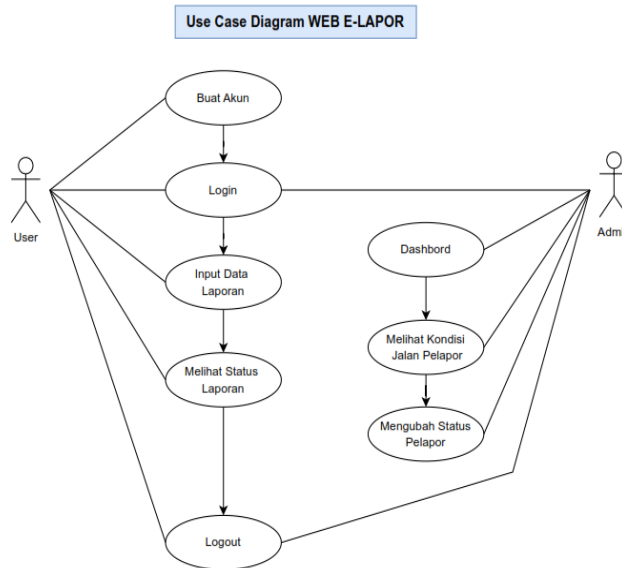 Use Case Diagram WEB E-LAPOR
Buat Akun
Login
User
Admi
Input Data
Laporan
Dashbord
Melihat Status
Laporan
Melihat Kondisi
Jalan Pelapor
Mengubah Status
Pelapor
Logout